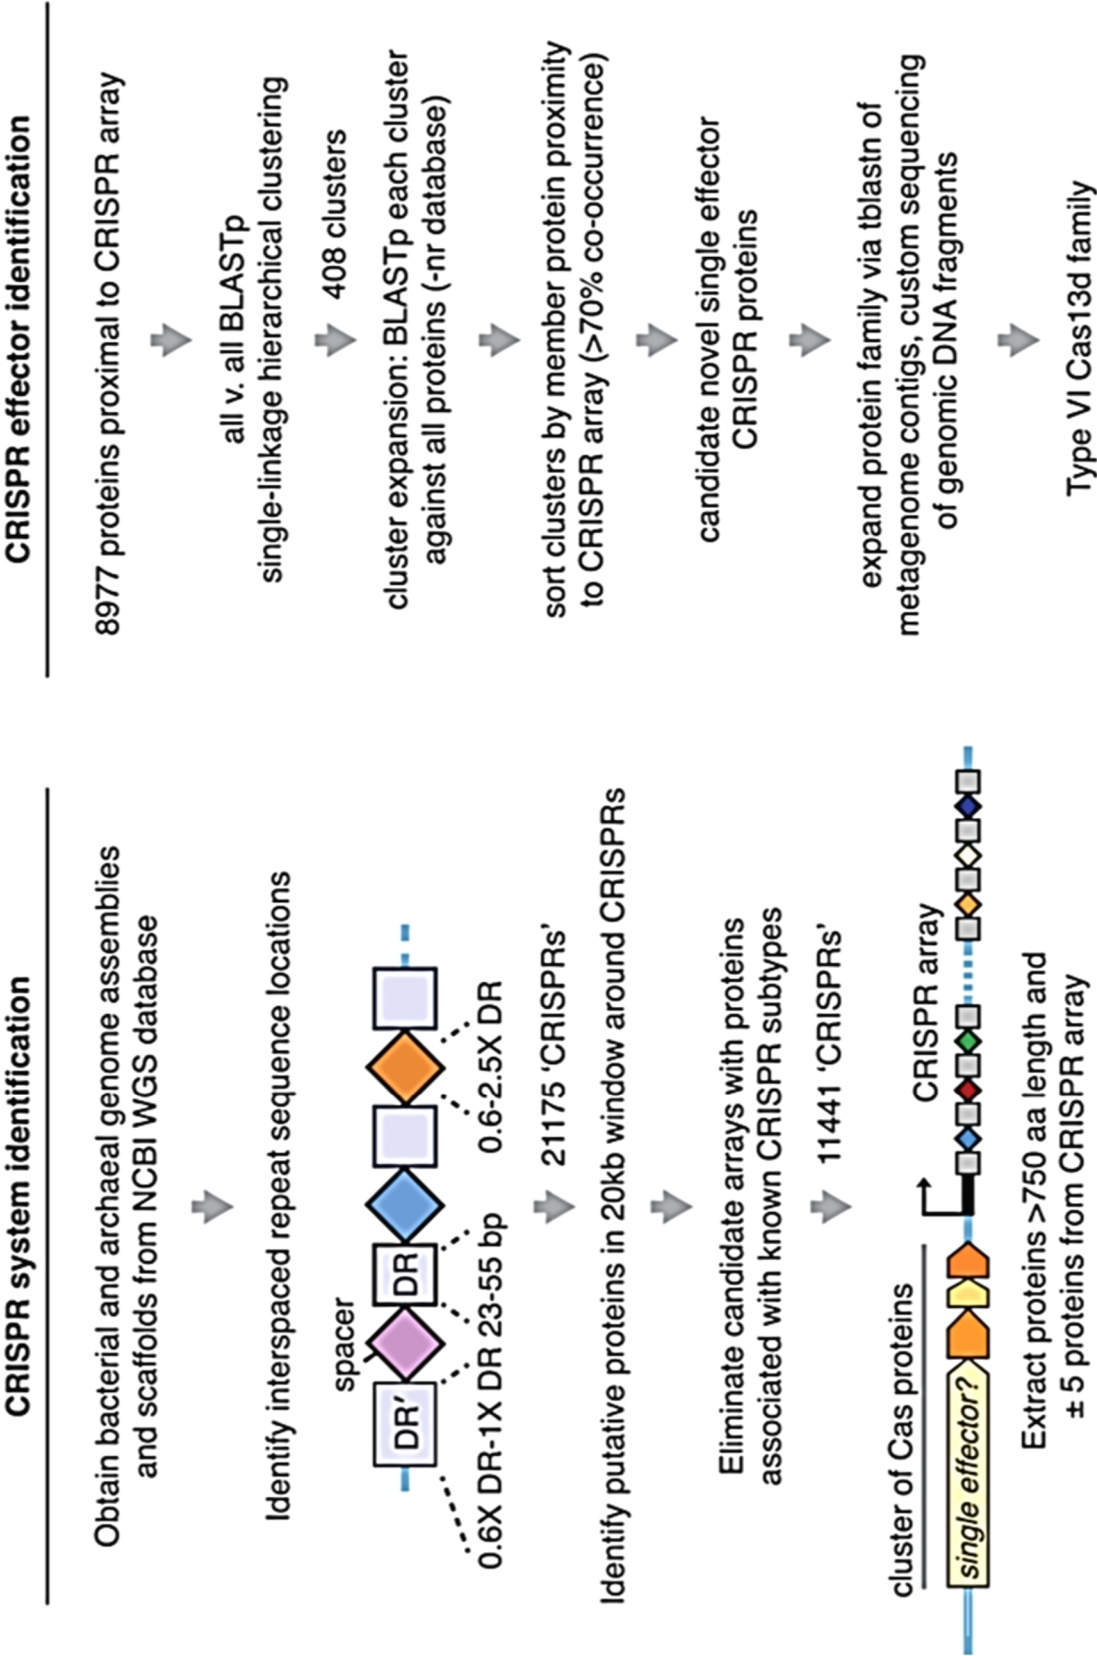 CRISPR system identification
Obtain bacterial and archaeal genome assemblies
and scaffolds from NCBI WGS database
Identify interspaced repeat sequence locations
spacer
DR′
DR
0.6X DR-1X DR 23-55 bp
0.6-2.5X DR
21175 ‘CRISPRs’
Identify putative proteins in 20kb window around CRISPRs
Eliminate candidate arrays with proteins
associated with known CRISPR subtypes
11441 ‘CRISPRs’
cluster of Cas proteins
CRISPR array
single effector?
Extract proteins >750 aa length and
± 5 proteins from CRISPR array
CRISPR effector identification
8977 proteins proximal to CRISPR array
all v. all BLASTp
single-linkage hierarchical clustering
408 clusters
cluster expansion: BLASTp each cluster
against all proteins (-nr database)
sort clusters by member protein proximity
to CRISPR array (>70% co-occurrence)
candidate novel single effector
CRISPR proteins
expand protein family via tblastn of
metagenome contigs, custom sequencing
of genomic DNA fragments
Type VI Cas13d family